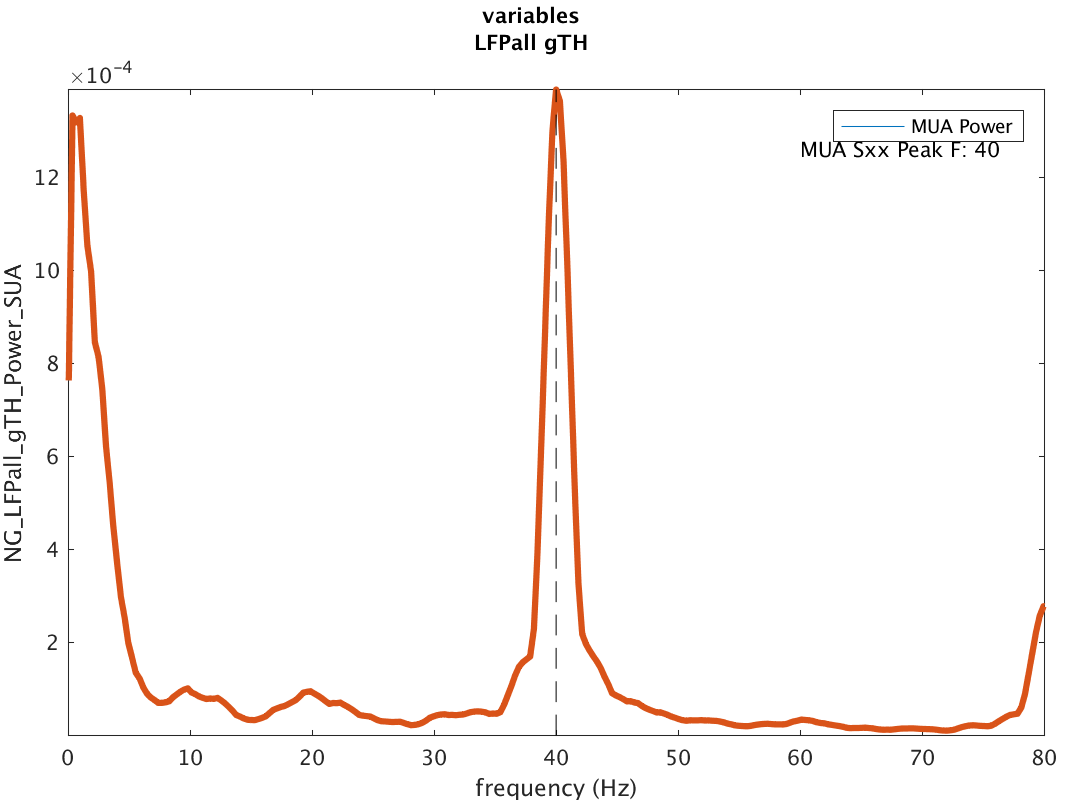 variables
LFPall gTH
×10⁻⁴
MUA Power
MUA Sxx Peak F: 40
12
10
8
6
4
2
NG_LFPall_gTH_Power_SUA
0 10 20 30 40 50 60 70 80
frequency (Hz)